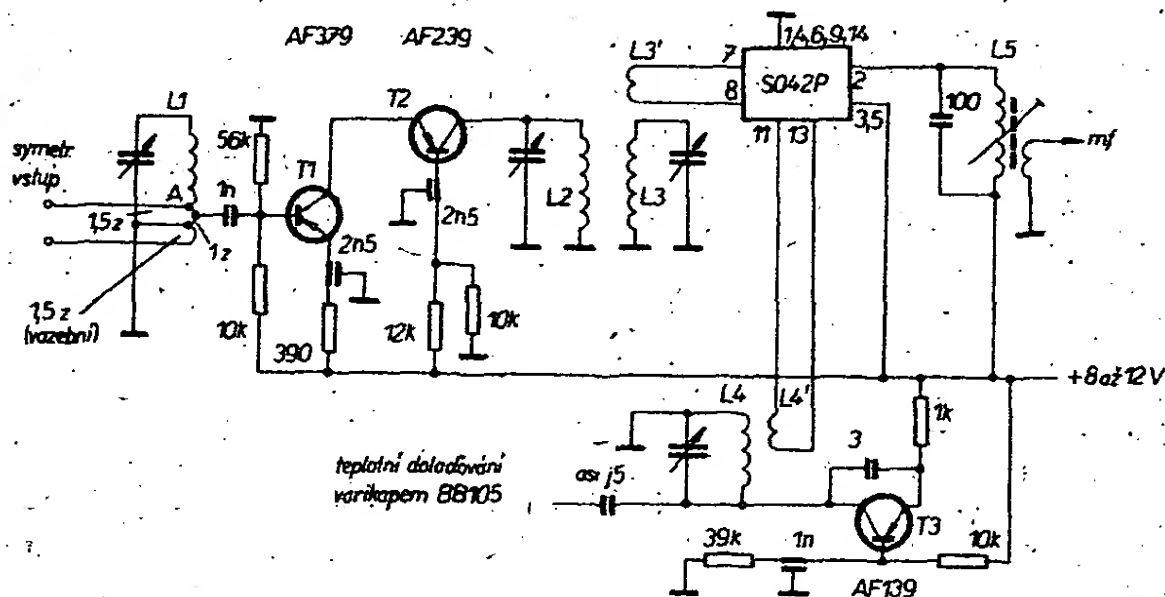 AF379
AF239
L1
symetr.
vstup
A
1,5 z
1 z
1,5 z
(vazební)
1n
56k
10k
T1
2n5
390
T2
2n5
12k
10k
L2
L3
L3'
7
8
1,4,6,9,14
S042P
2
3,5
11
13
100
L5
mf
+8 až 12 V
L4
L4'
teplotní dolaďování
varikapem BB105
asi j5
3
1k
T3
39k
1n
10k
AF139